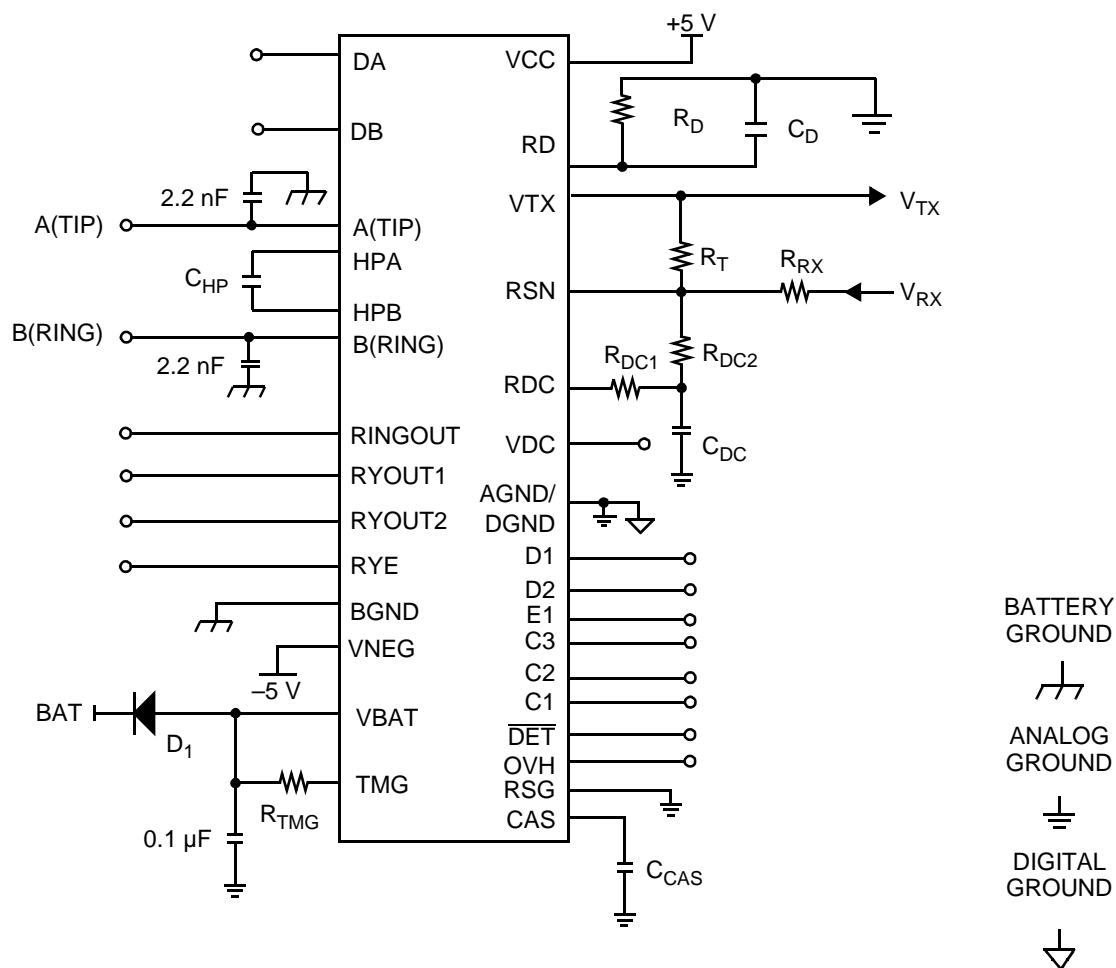 +5 V
DA
VCC
R_D
C_D
DB
RD
2.2 nF
VTX
V_TX
A(TIP)
A(TIP)
HPA
R_T
R_RX
C_HP
RSN
V_RX
HPB
B(RING)
B(RING)
2.2 nF
R_DC1
R_DC2
RDC
RINGOUT
VDC
C_DC
RYOUT1
AGND/
DGND
RYOUT2
D1
RYE
D2
BGND
E1
C3
VNEG
–5 V
C2
C1
BAT
VBAT
D_1
DET
OVH
TMG
RSG
R_TMG
CAS
0.1 µF
C_CAS
BATTERY
GROUND
ANALOG
GROUND
DIGITAL
GROUND